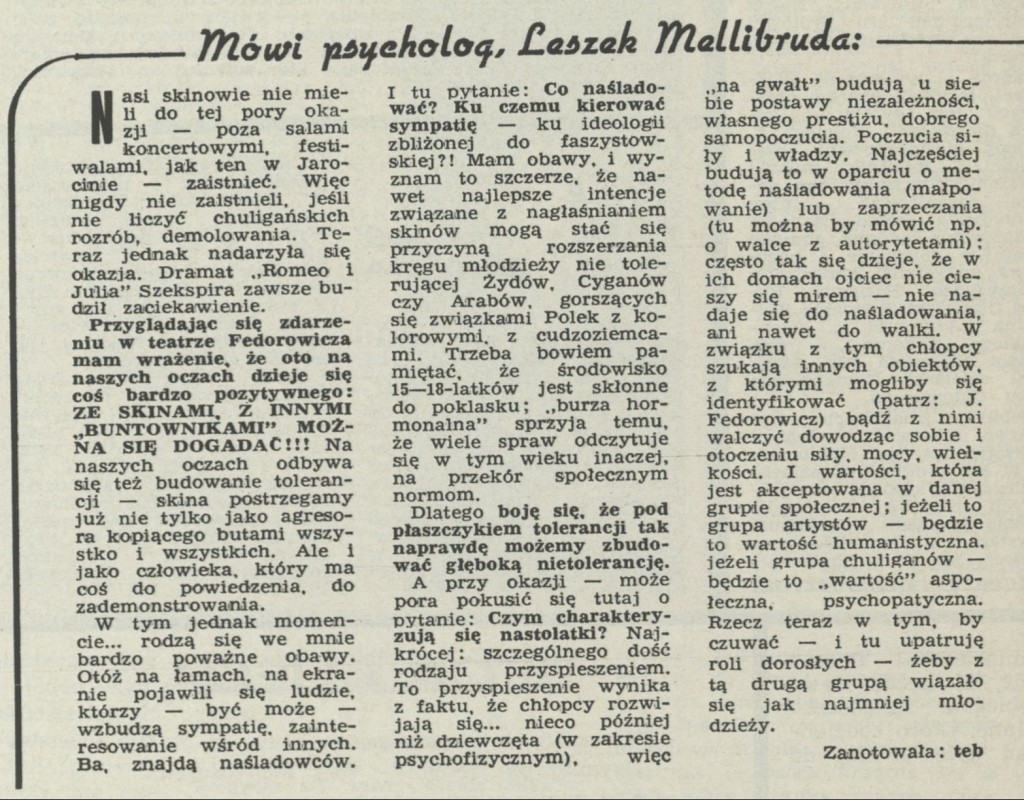 Mówi psycholog, Leszek Mellibruda:
Nasi skinowie nie mie-
li do tej pory oka-
zji — poza salami
koncertowymi, festi-
walami, jak ten w Jaro-
cinie — zaistnieć. Więc
nigdy nie zaistnieli, jeśli
nie liczyć chuligańskich
rozrób, demolowania. Te-
raz jednak nadarzyła się
okazja. Dramat „Romeo i
Julia” Szekspira zawsze bu-
dził zaciekawienie.
Przyglądając się zdarze-
niu w teatrze Fedorowicza
mam wrażenie, że oto na
naszych oczach dzieje się
coś bardzo pozytywnego:
ZE SKINAMI, Z INNYMI
„BUNTOWNIKAMI” MOŻ-
NA SIĘ DOGADAĆ!!! Na
naszych oczach odbywa
się też budowanie toleran-
cji — skina postrzegamy
już nie tylko jako agreso-
ra kopiącego butami wszy-
stko i wszystkich. Ale i
jako człowieka, który ma
coś do powiedzenia, do
zademonstrowania.
W tym jednak momen-
cie... rodzą się we mnie
bardzo poważne obawy.
Otóż na łamach, na ekra-
nie pojawili się ludzie,
którzy — być może —
wzbudzą sympatię, zainte-
resowanie wśród innych.
Ba, znajdą naśladowców.
I tu pytanie: Co naślado-
wać? Ku czemu kierować
sympatię — ku ideologii
zbliżonej do faszystow-
skiej?! Mam obawy, i wy-
znam to szczerze, że na-
wet najlepsze intencje
związane z nagłaśnianiem
skinów mogą stać się
przyczyną rozszerzania
kręgu młodzieży nie tole-
rującej Żydów, Cyganów
czy Arabów, gorszących
się związkami Polek z ko-
lorowymi, z cudzoziemca-
mi. Trzeba bowiem pa-
miętać, że środowisko
15—18-latków jest skłonne
do poklasku; „burza hor-
monalna” sprzyja temu,
że wiele spraw odczytuje
się w tym wieku inaczej,
na przekór społecznym
normom.
Dlatego boję się, że pod
płaszczykiem tolerancji tak
naprawdę możemy zbudo-
wać głęboką nietolerancję.
A przy okazji — może
pora pokusić się tutaj o
pytanie: Czym charaktery-
zują się nastolatki? Naj-
krócej: szczególnego dość
rodzaju przyspieszeniem.
To przyspieszenie wynika
z faktu, że chłopcy rozwi-
jają się... nieco później
niż dziewczęta (w zakresie
psychofizycznym), więc
„na gwałt” budują u sie-
bie postawy niezależności,
własnego prestiżu, dobrego
samopoczucia. Poczucia si-
ły i władzy. Najczęściej
budują to w oparciu o me-
todę naśladowania (małpo-
wanie) lub zaprzeczania
(tu można by mówić np.
o walce z autorytetami);
często tak się dzieje, że w
ich domach ojciec nie cie-
szy się mirem — nie na-
daje się do naśladowania,
ani nawet do walki. W
związku z tym chłopcy
szukają innych obiektów,
z którymi mogliby się
identyfikować (patrz: J.
Fedorowicz) bądź z nimi
walczyć dowodząc sobie i
otoczeniu siły, mocy, wiel-
kości. I wartości, która
jest akceptowana w danej
grupie społecznej; jeżeli to
grupa artystów — będzie
to wartość humanistyczna,
jeżeli grupa chuliganów —
będzie to „wartość” aspo-
łeczna, psychopatyczna.
Rzecz teraz w tym, by
czuwać — i tu upatruję
roli dorosłych — żeby z
tą drugą grupą wiązało
się jak najmniej mło-
dzieży.
Zanotowała: teb